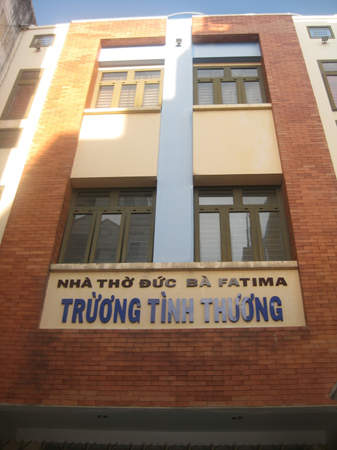 NHÀ THỜ ĐỨC BÀ FATIMA
TRƯỜNG TÌNH THƯƠNG